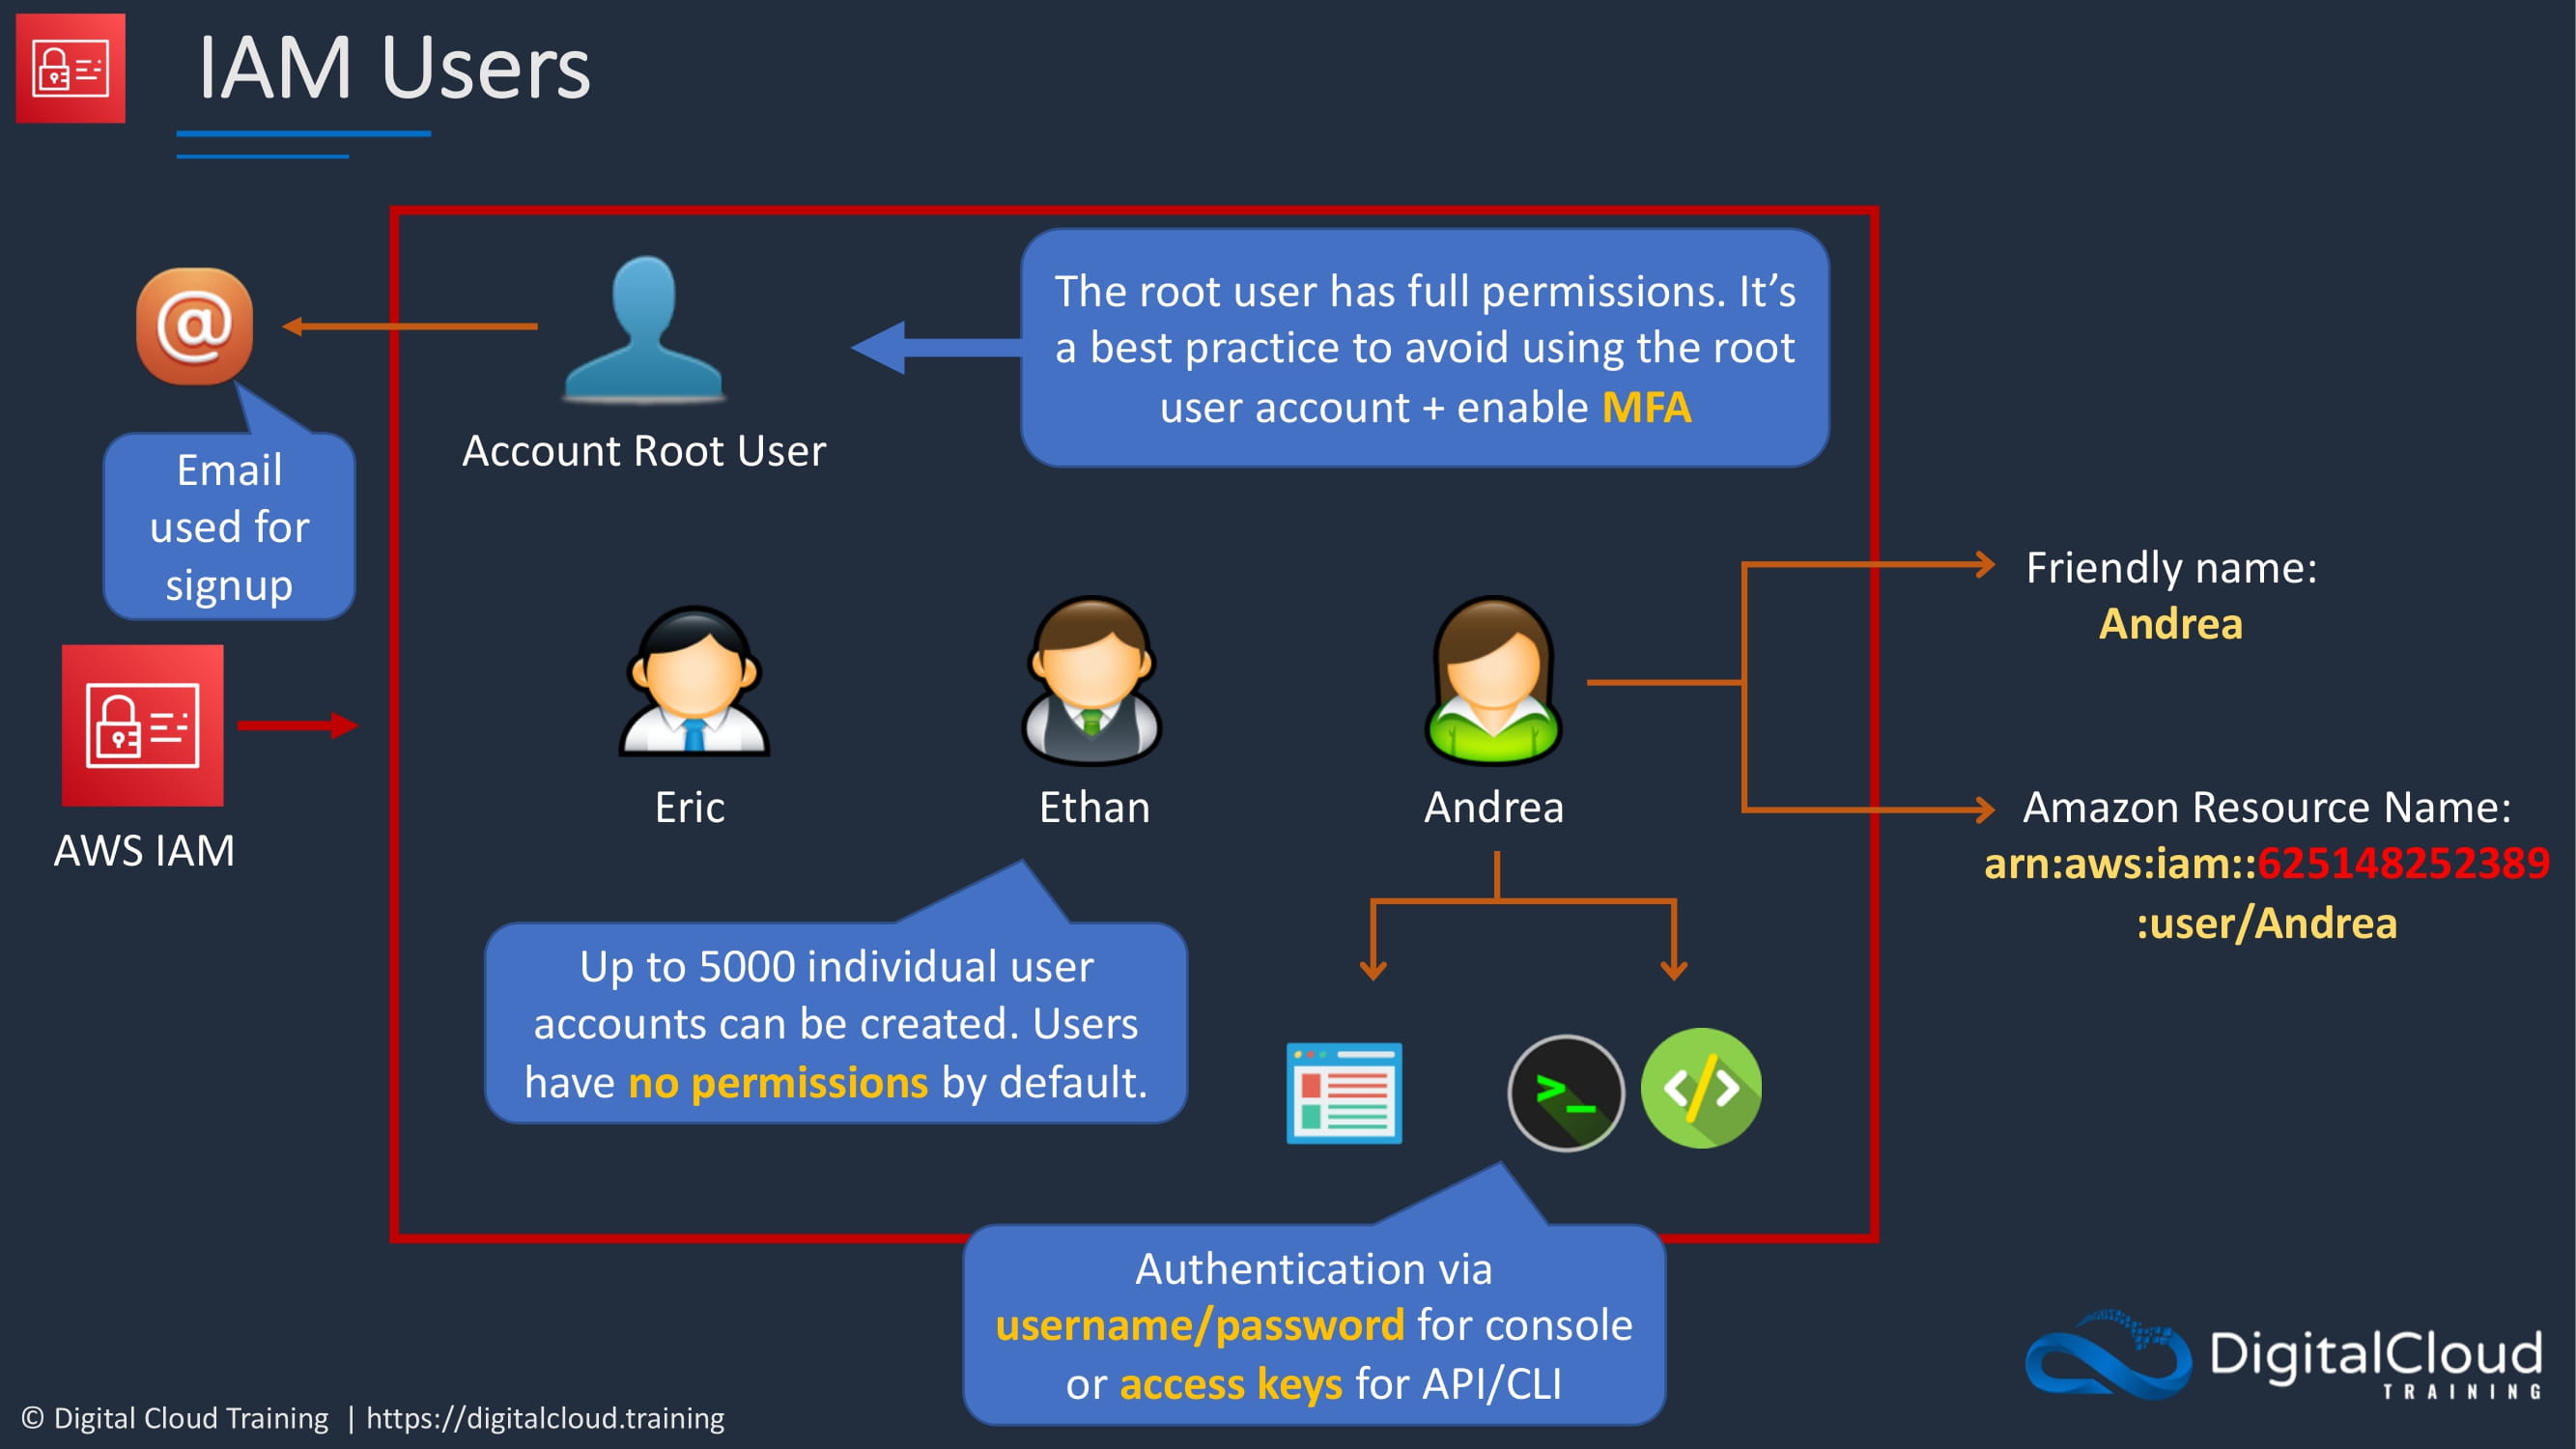 IAM Users
The root user has full permissions. It’s
a best practice to avoid using the root
user account + enable MFA
@
Account Root User
Email
used for
signup
AWS IAM
Eric
Ethan
Andrea
Friendly name:
Andrea
Amazon Resource Name:
arn:aws:iam::625148252389
:user/Andrea
Up to 5000 individual user
accounts can be created. Users
have no permissions by default.
>_
</>
Authentication via
username/password for console
or access keys for API/CLI
© Digital Cloud Training | https://digitalcloud.training
DigitalCloud
TRAINING